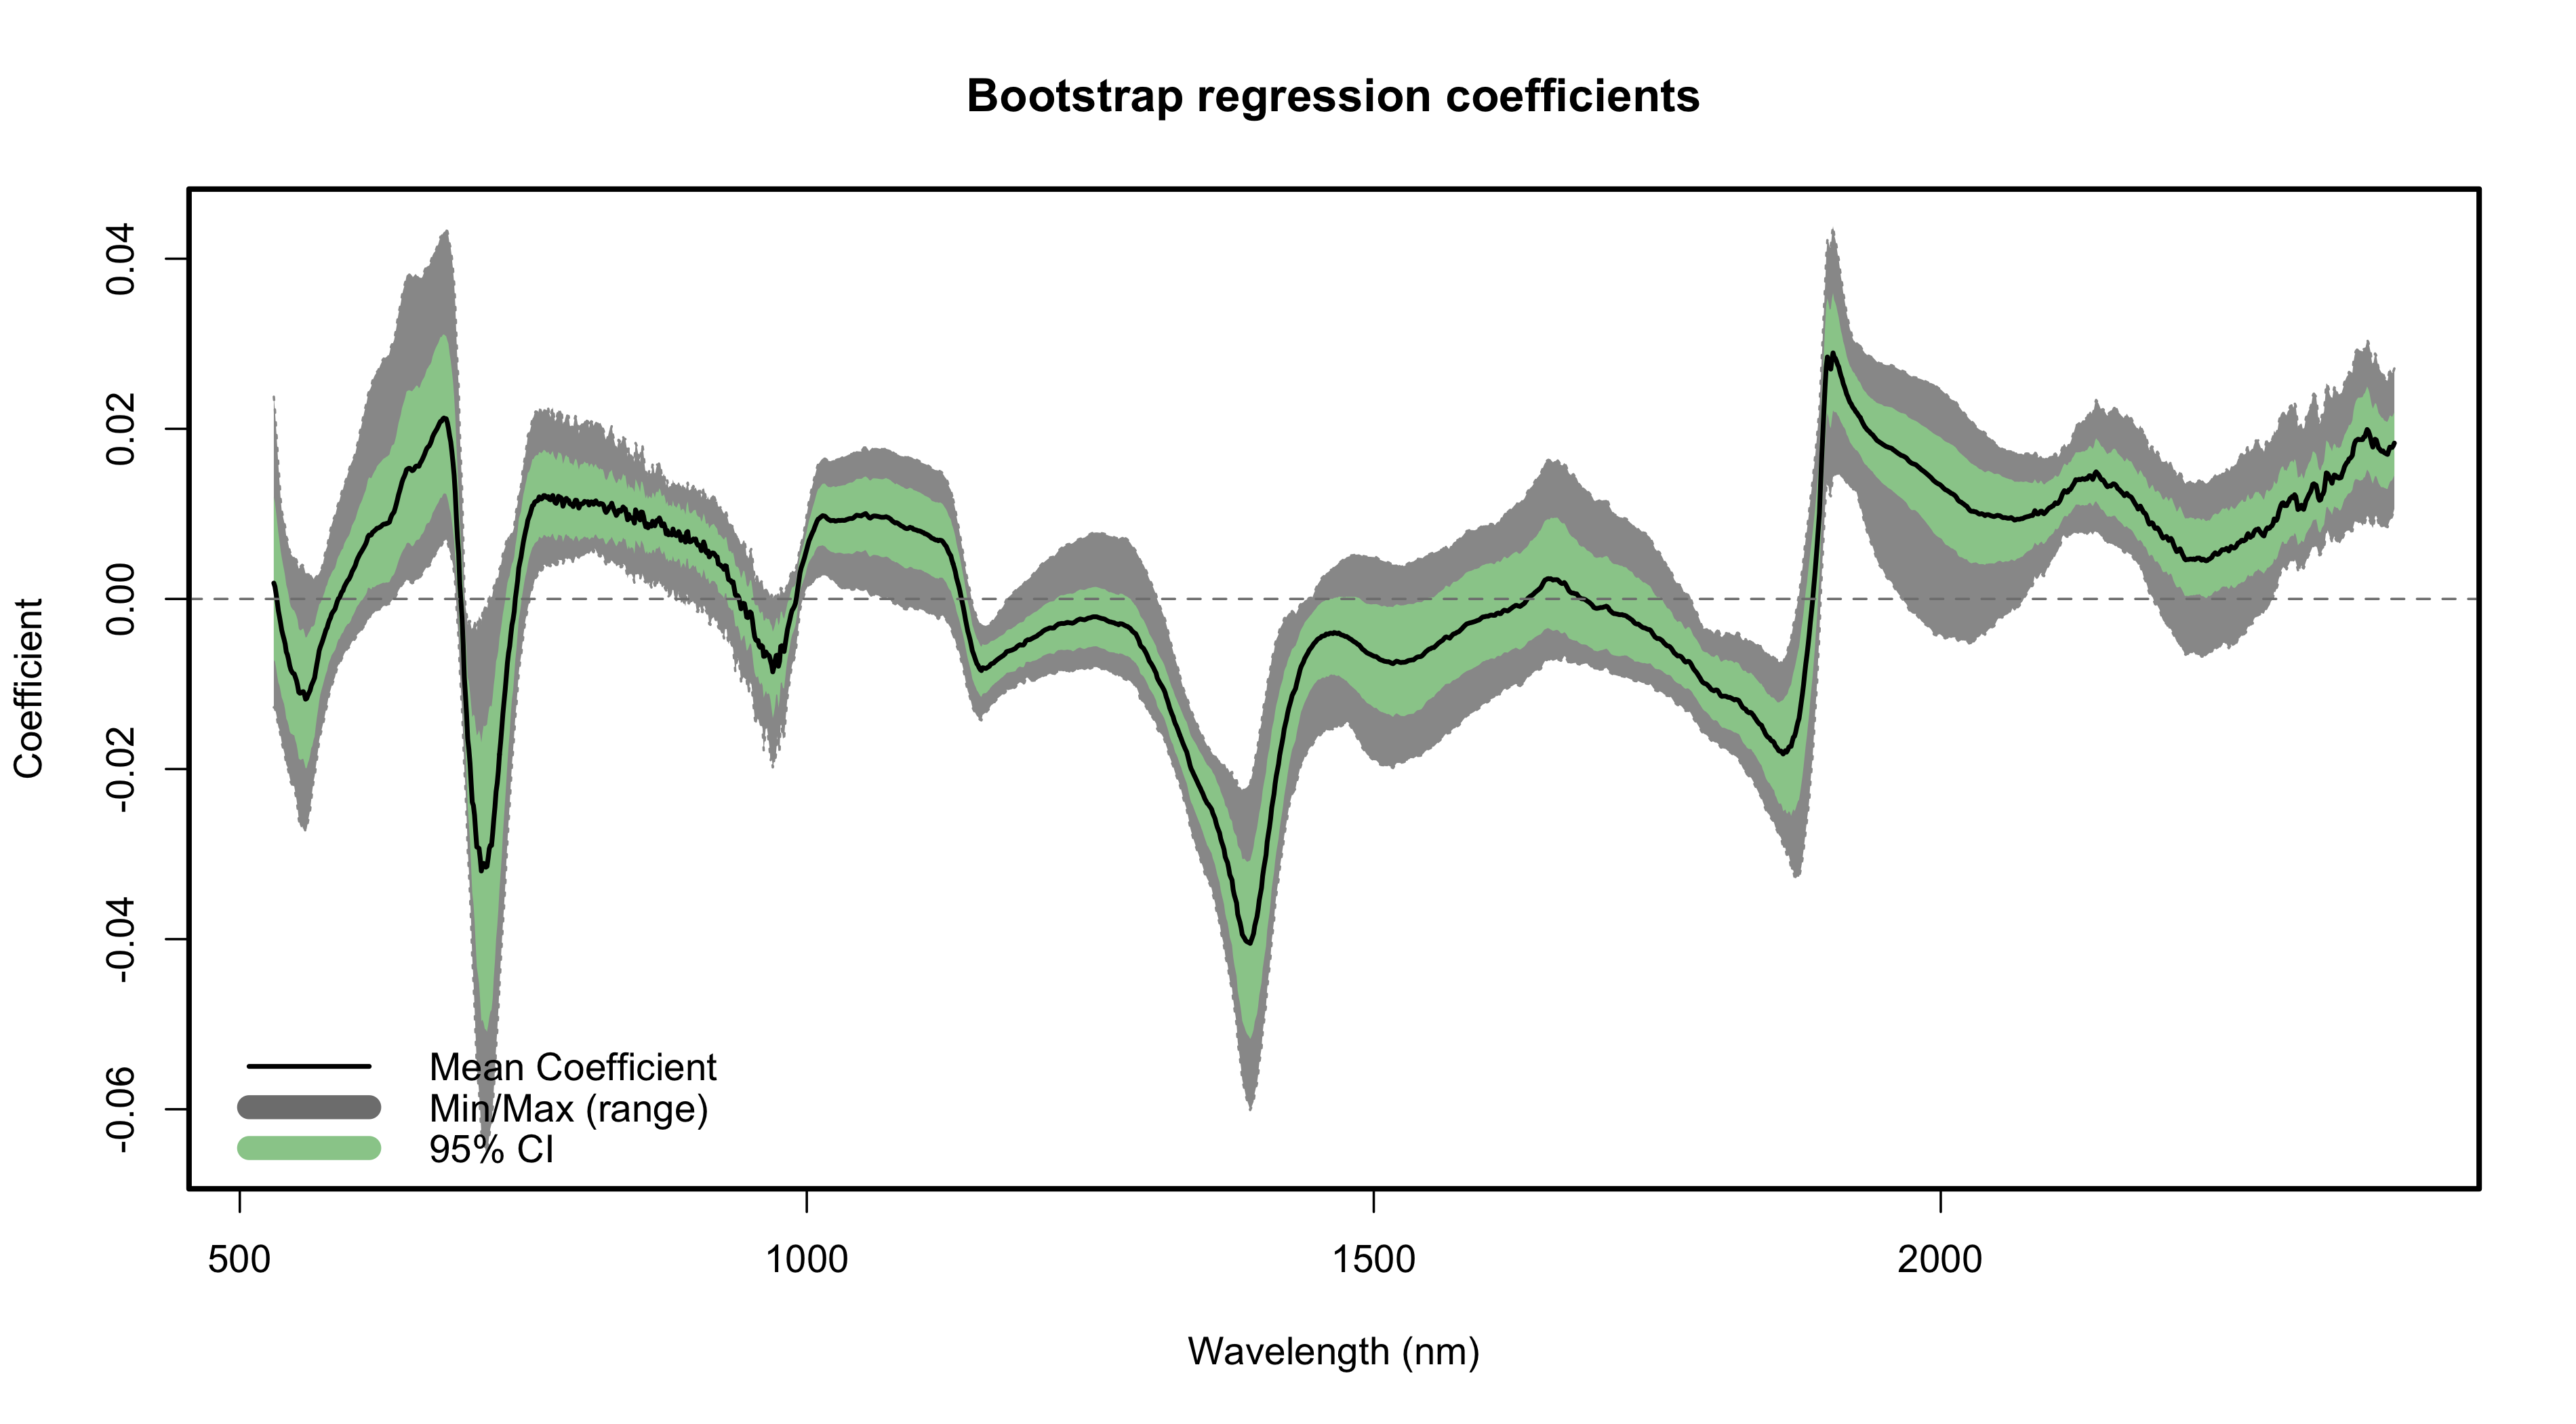 Bootstrap regression coefficients
Coefficient
0.04
0.02
0.00
-0.02
-0.04
-0.06
Mean Coefficient
Min/Max (range)
95% CI
500 1000 1500 2000
Wavelength (nm)